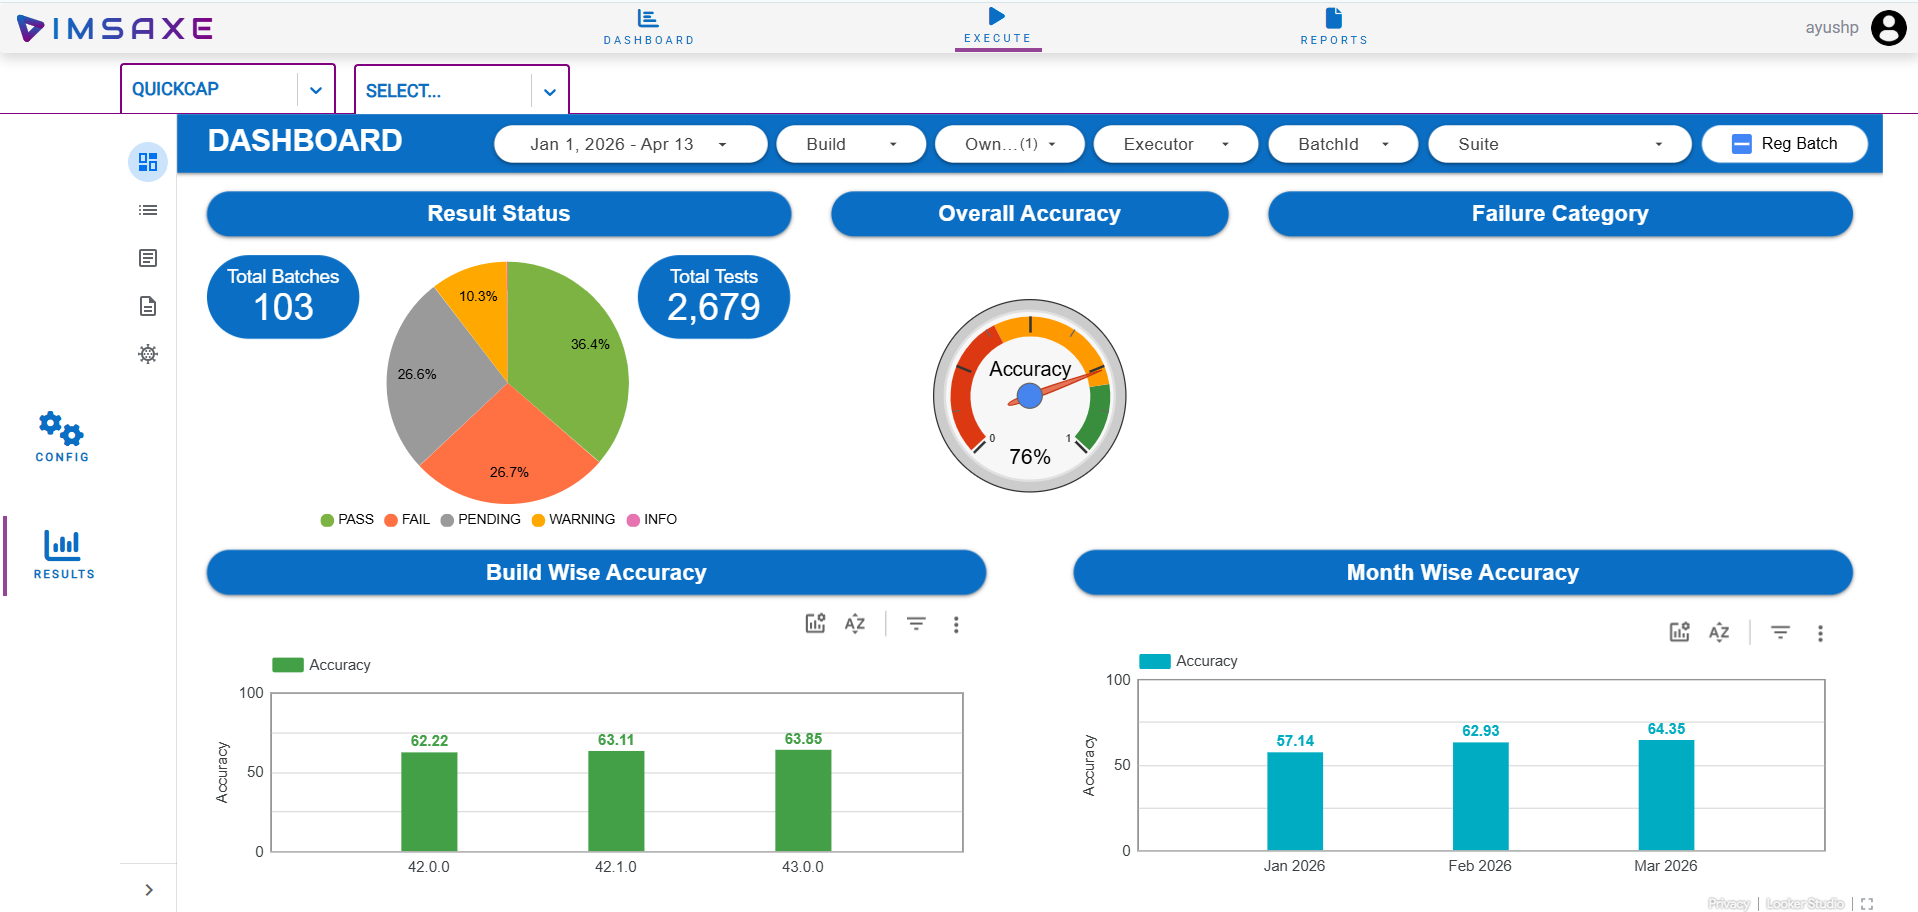 IMSAXE
DASHBOARD
EXECUTE
REPORTS
ayushp
QUICKCAP
SELECT...
DASHBOARD
Jan 1, 2026 - Apr 13
Build
Own... (1)
Executor
BatchId
Suite
Reg Batch
Result Status
Overall Accuracy
Failure Category
Total Batches
103
Total Tests
2,679
10.3%
36.4%
26.6%
26.7%
PASS
FAIL
PENDING
WARNING
INFO
Accuracy
0
1
76%
CONFIG
RESULTS
Build Wise Accuracy
Month Wise Accuracy
AZ
AZ
Accuracy
100
50
0
Accuracy
62.22
63.11
63.85
42.0.0
42.1.0
43.0.0
Accuracy
100
50
0
Accuracy
57.14
62.93
64.35
Jan 2026
Feb 2026
Mar 2026
Privacy
Looker Studio